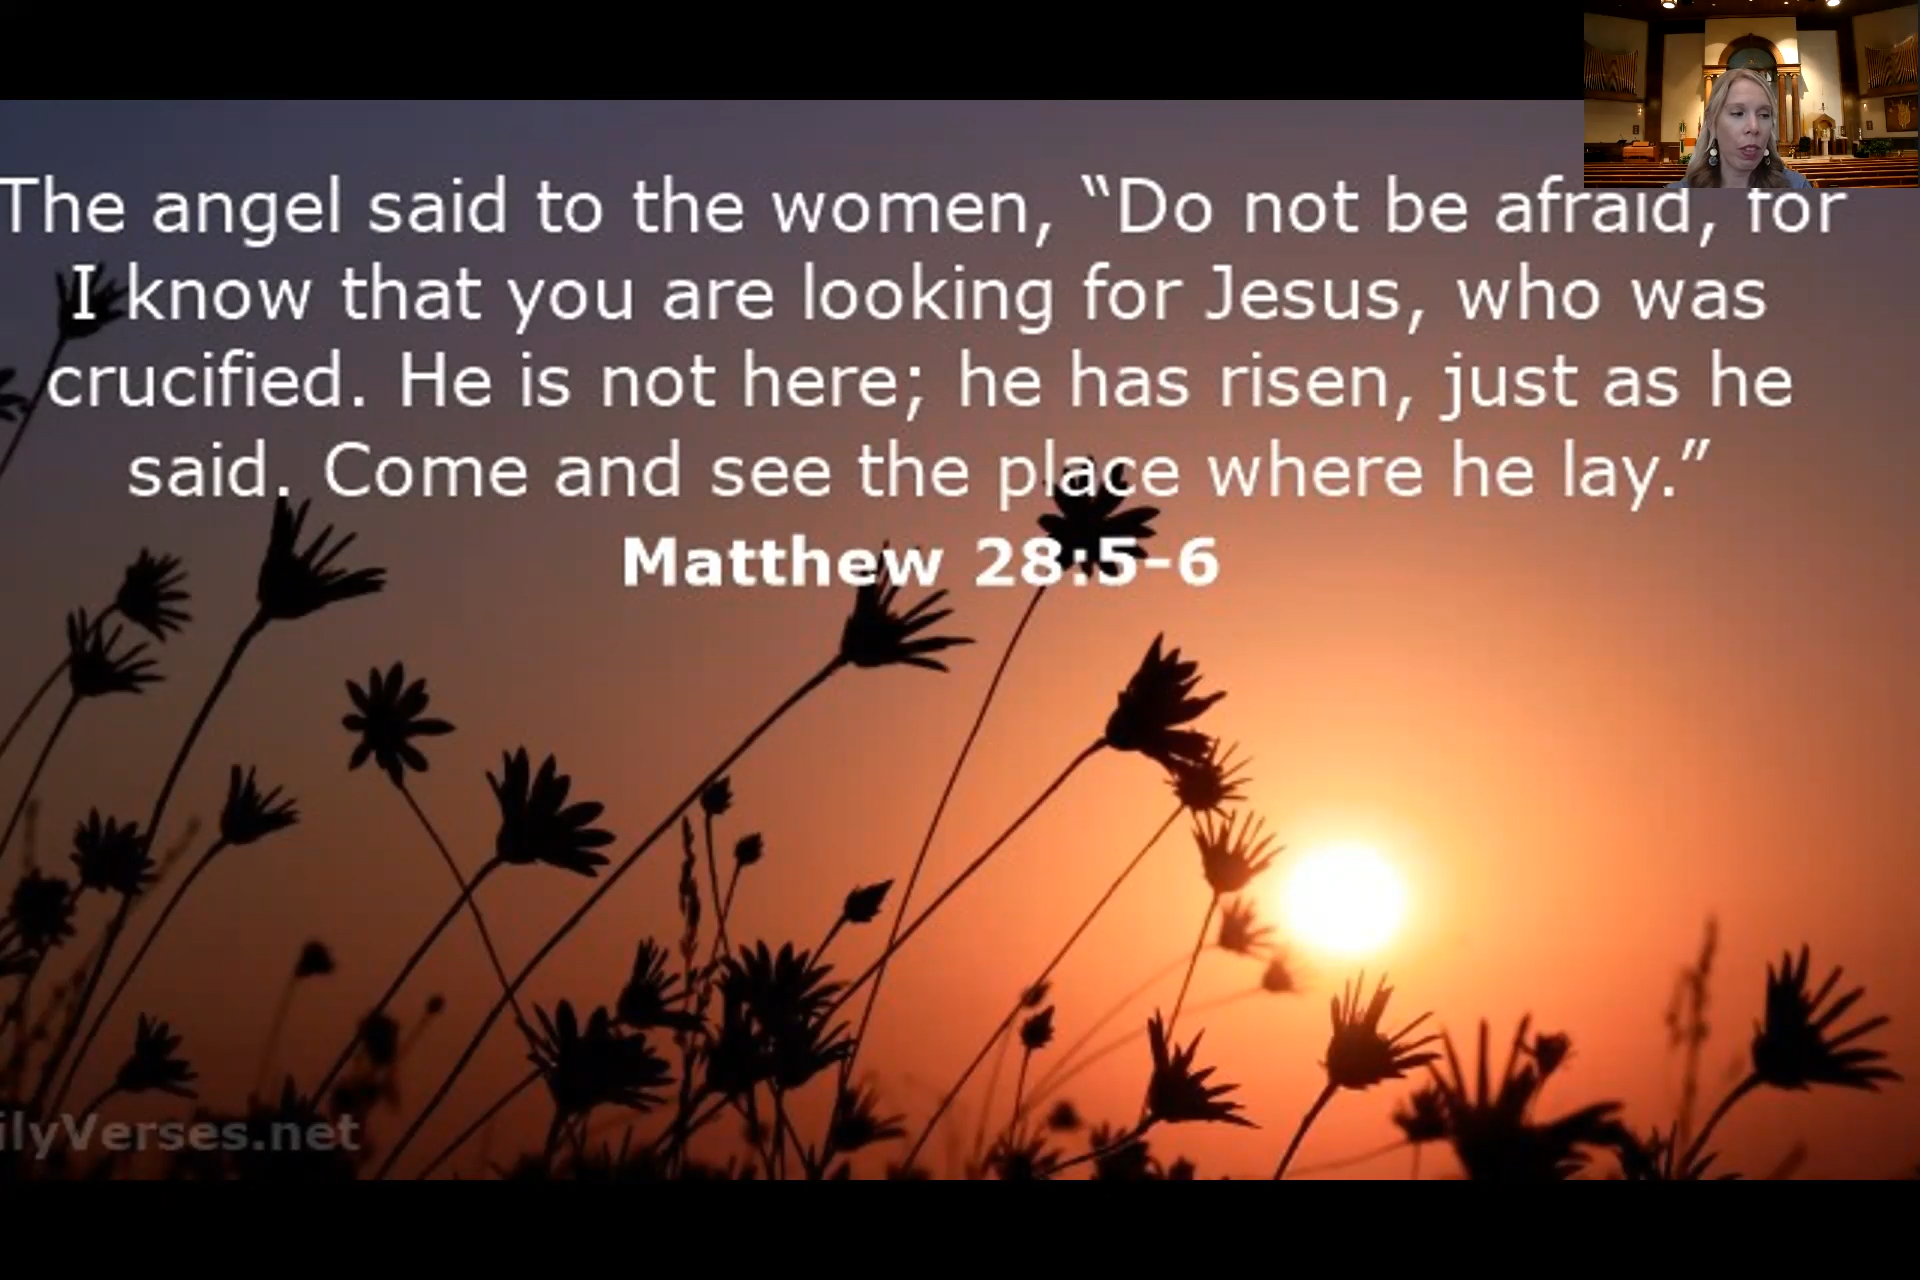 The angel said to the women, “Do not be afraid, for
I know that you are looking for Jesus, who was
crucified. He is not here; he has risen, just as he
said. Come and see the place where he lay.”
Matthew 28:5-6
ilyVerses.net